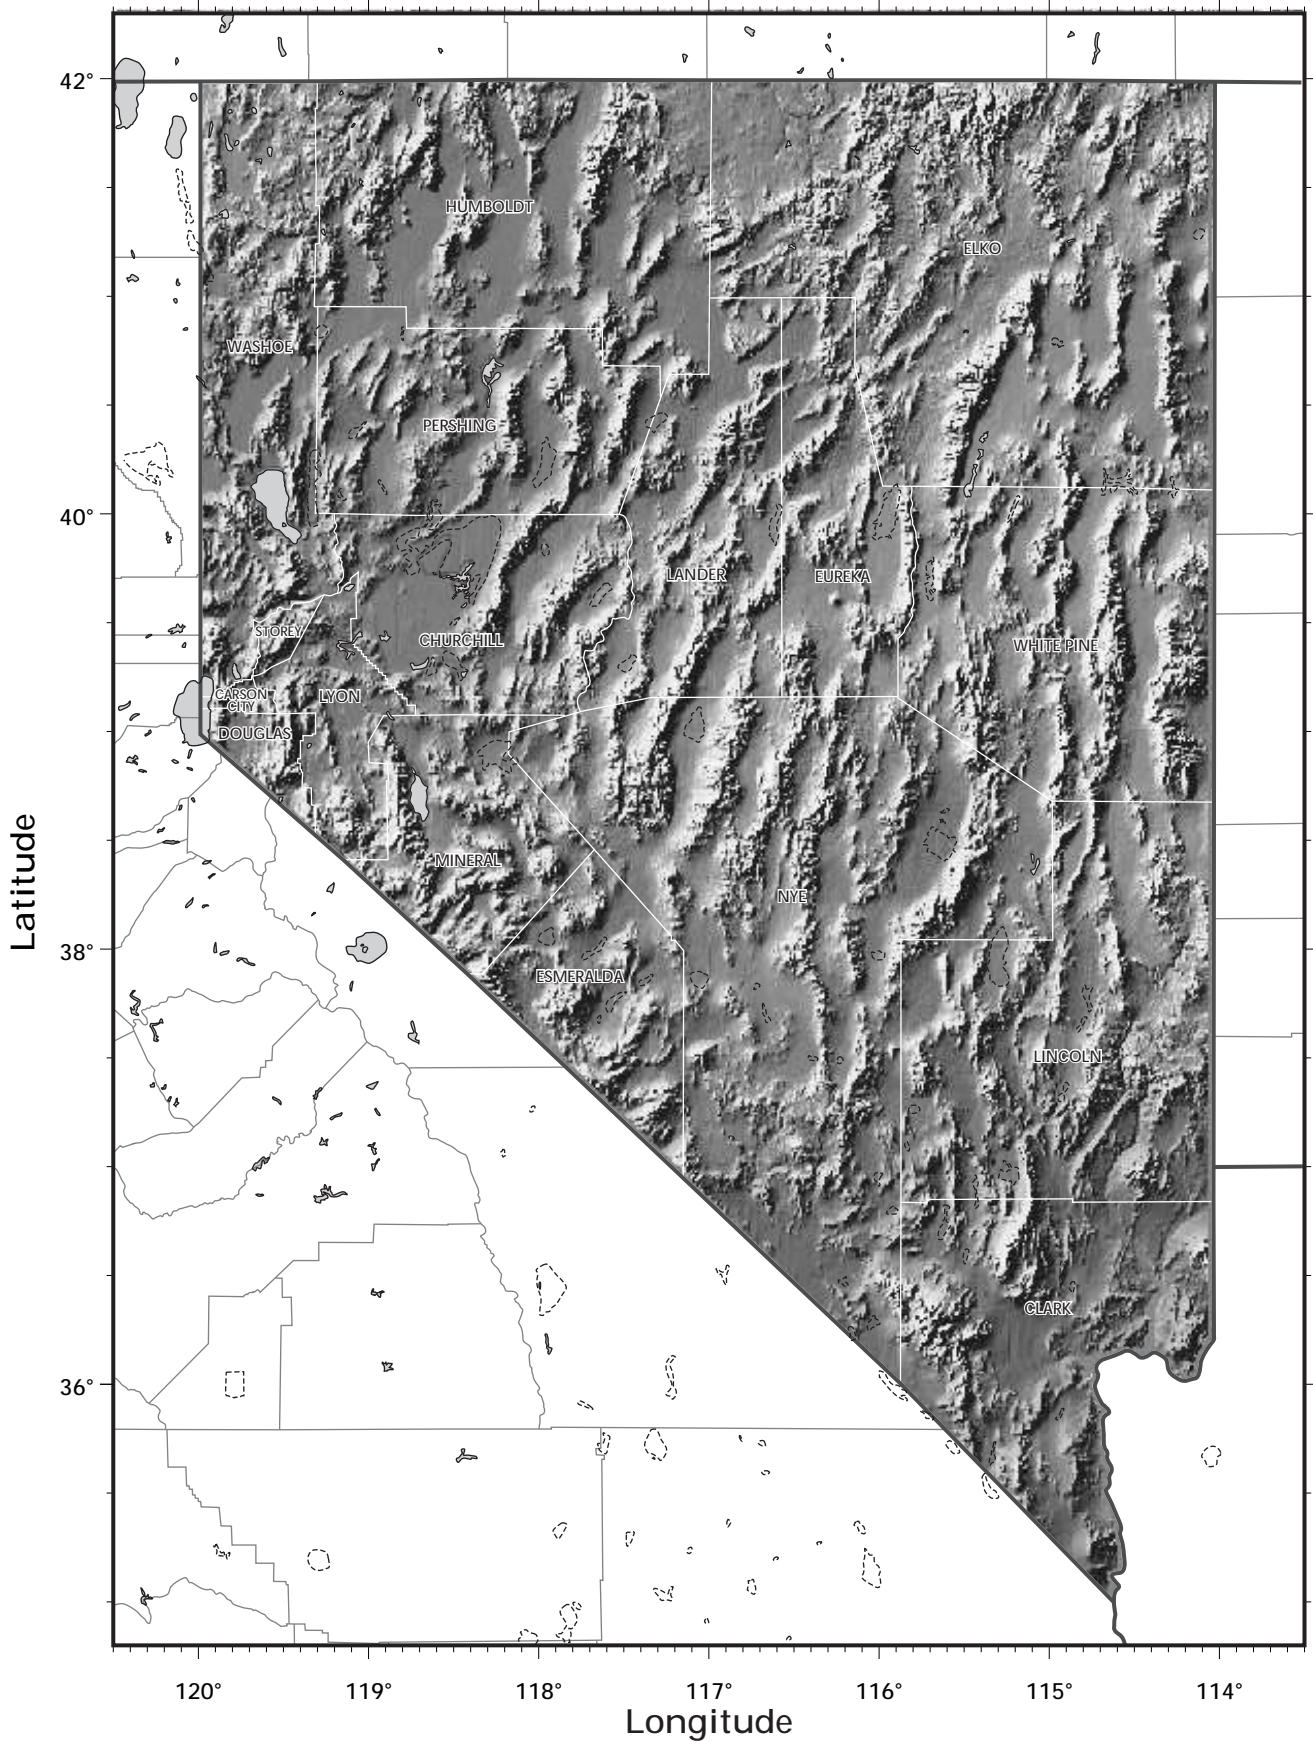 42°
HUMBOLDT
ELKO
WASHOE
PERSHING
40°
LANDER
EUREKA
STOREY
CHURCHILL
WHITE PINE
CARSON
CITY
LYON
DOUGLAS
Latitude
MINERAL
NYE
38°
ESMERALDA
LINCOLN
CLARK
36°
120°
119°
118°
117°
116°
115°
114°
Longitude